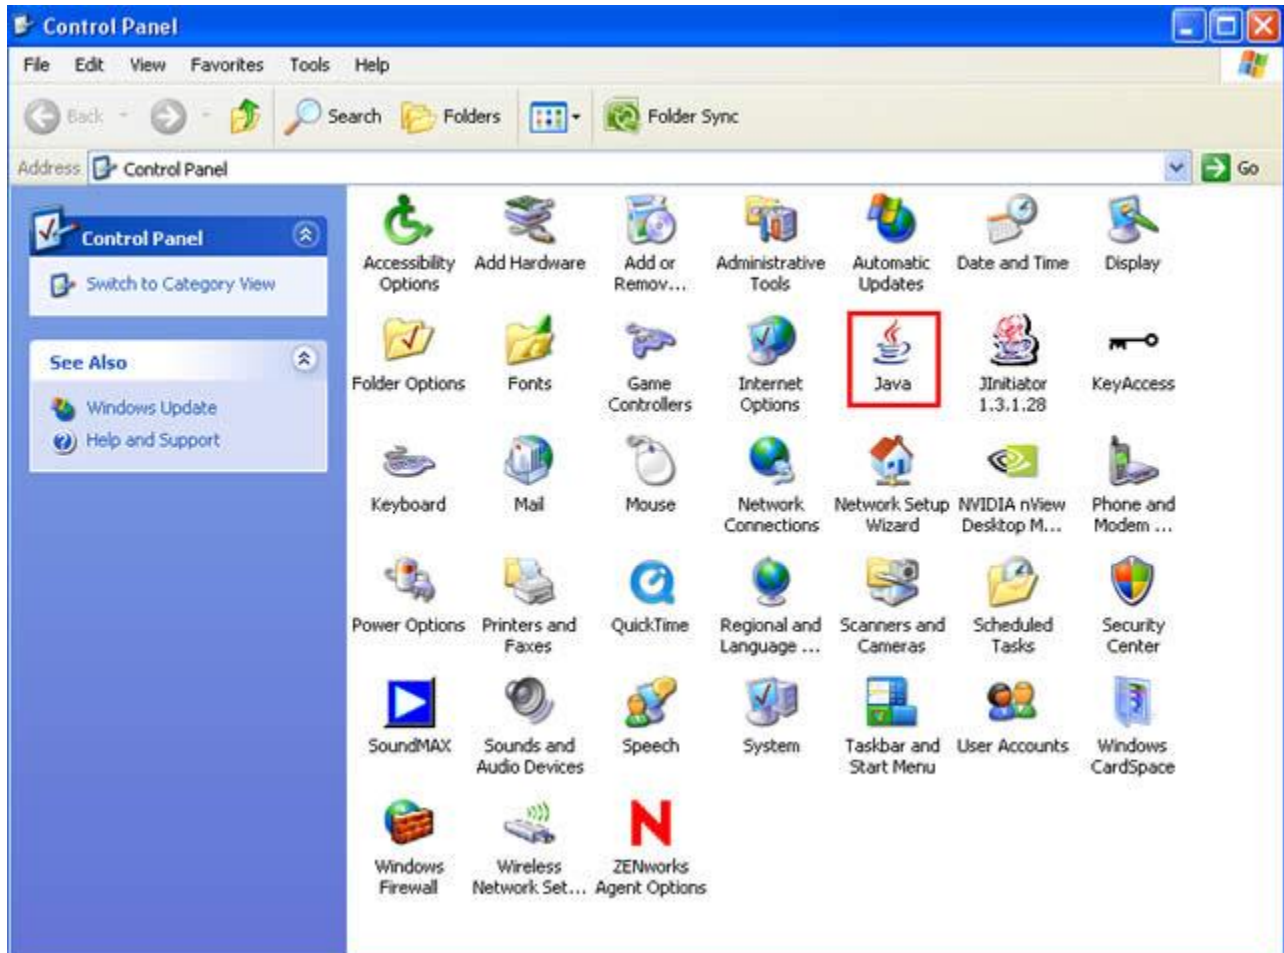 Control Panel
File Edit View Favorites Tools Help
Back Search Folders Folder Sync
Address Control Panel Go
Control Panel
Switch to Category View
See Also
Windows Update
Help and Support
Accessibility Options
Add Hardware
Add or Remov...
Administrative Tools
Automatic Updates
Date and Time
Display
Folder Options
Fonts
Game Controllers
Internet Options
Java
JInitiator 1.3.1.28
KeyAccess
Keyboard
Mail
Mouse
Network Connections
Network Setup Wizard
NVIDIA nView Desktop M...
Phone and Modem ...
Power Options
Printers and Faxes
QuickTime
Regional and Language ...
Scanners and Cameras
Scheduled Tasks
Security Center
SoundMAX
Sounds and Audio Devices
Speech
System
Taskbar and Start Menu
User Accounts
Windows CardSpace
Windows Firewall
Wireless Network Set...
ZENworks Agent Options